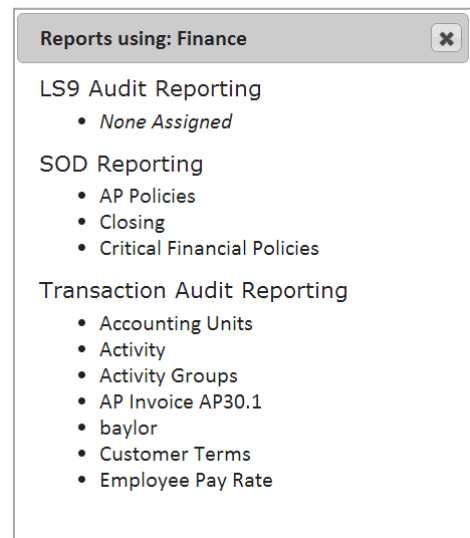 Reports using: Finance
LS9 Audit Reporting
None Assigned
SOD Reporting
AP Policies
Closing
Critical Financial Policies
Transaction Audit Reporting
Accounting Units
Activity
Activity Groups
AP Invoice AP30.1
baylor
Customer Terms
Employee Pay Rate